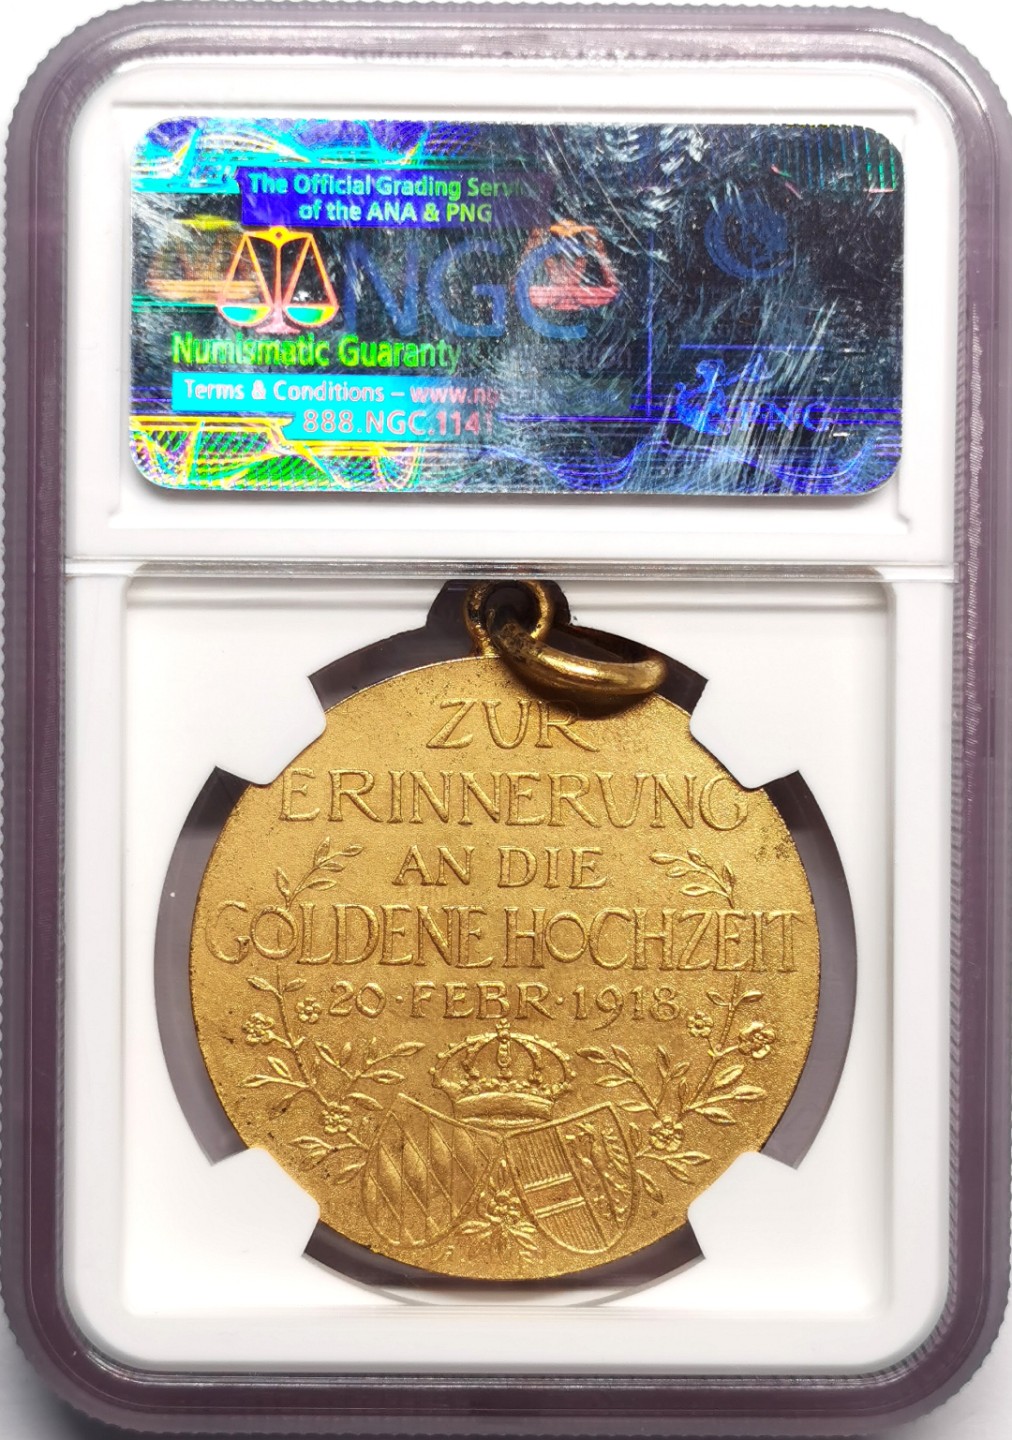 The Official Grading Serv
of the ANA & PNG
NGC
Numismatic Guaranty
Terms & Conditions – www.ng
888.NGC.1141
PNG
ZUR
ERINNERUNG
AN DIE
GOLDENE HOCHZEIT
20·FEBR·1918